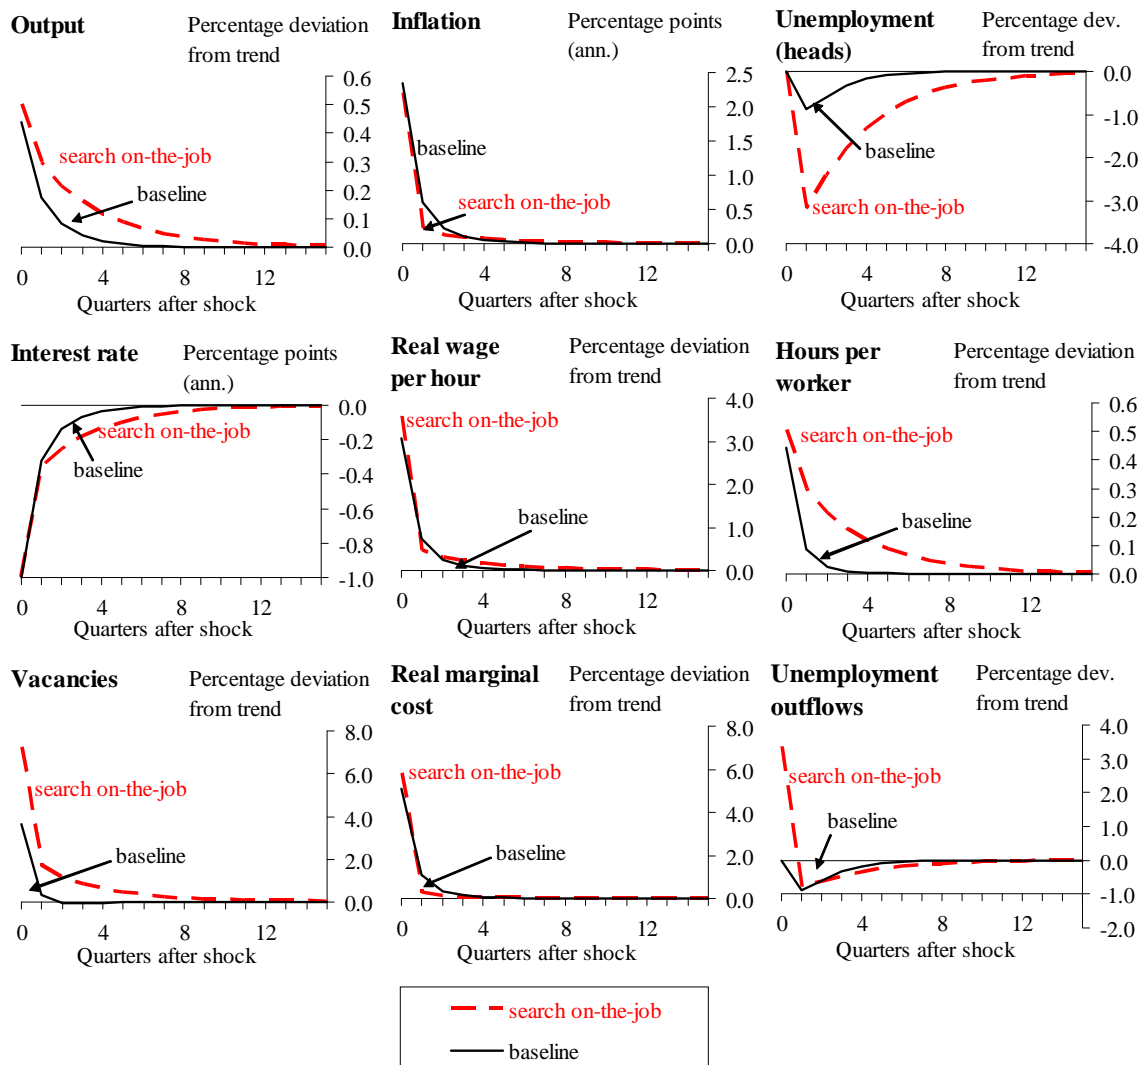 Output
Percentage deviation
from trend
0.6
0.5
0.4
0.3
0.2
0.1
0.0
search on-the-job
baseline
0 4 8 12
Quarters after shock
Inflation
Percentage points
(ann.)
2.5
2.0
1.5
1.0
0.5
0.0
baseline
search on-the-job
0 4 8 12
Quarters after shock
Unemployment
(heads)
Percentage dev.
from trend
0.0
-1.0
-2.0
-3.0
-4.0
baseline
search on-the-job
0 4 8 12
Quarters after shock
Interest rate
Percentage points
(ann.)
0.0
-0.2
-0.4
-0.6
-0.8
-1.0
search on-the-job
baseline
0 4 8 12
Quarters after shock
Real wage
per hour
Percentage deviation
from trend
4.0
3.0
2.0
1.0
0.0
search on-the-job
baseline
0 4 8 12
Quarters after shock
Hours per
worker
Percentage deviation
from trend
0.6
0.5
0.4
0.3
0.2
0.1
0.0
search on-the-job
baseline
0 4 8 12
Quarters after shock
Vacancies
Percentage deviation
from trend
8.0
6.0
4.0
2.0
0.0
search on-the-job
baseline
0 4 8 12
Quarters after shock
Real marginal
cost
Percentage deviation
from trend
8.0
6.0
4.0
2.0
0.0
search on-the-job
baseline
0 4 8 12
Quarters after shock
Unemployment
outflows
Percentage dev.
from trend
4.0
3.0
2.0
1.0
0.0
-1.0
-2.0
search on-the-job
baseline
0 4 8 12
Quarters after shock
search on-the-job
baseline